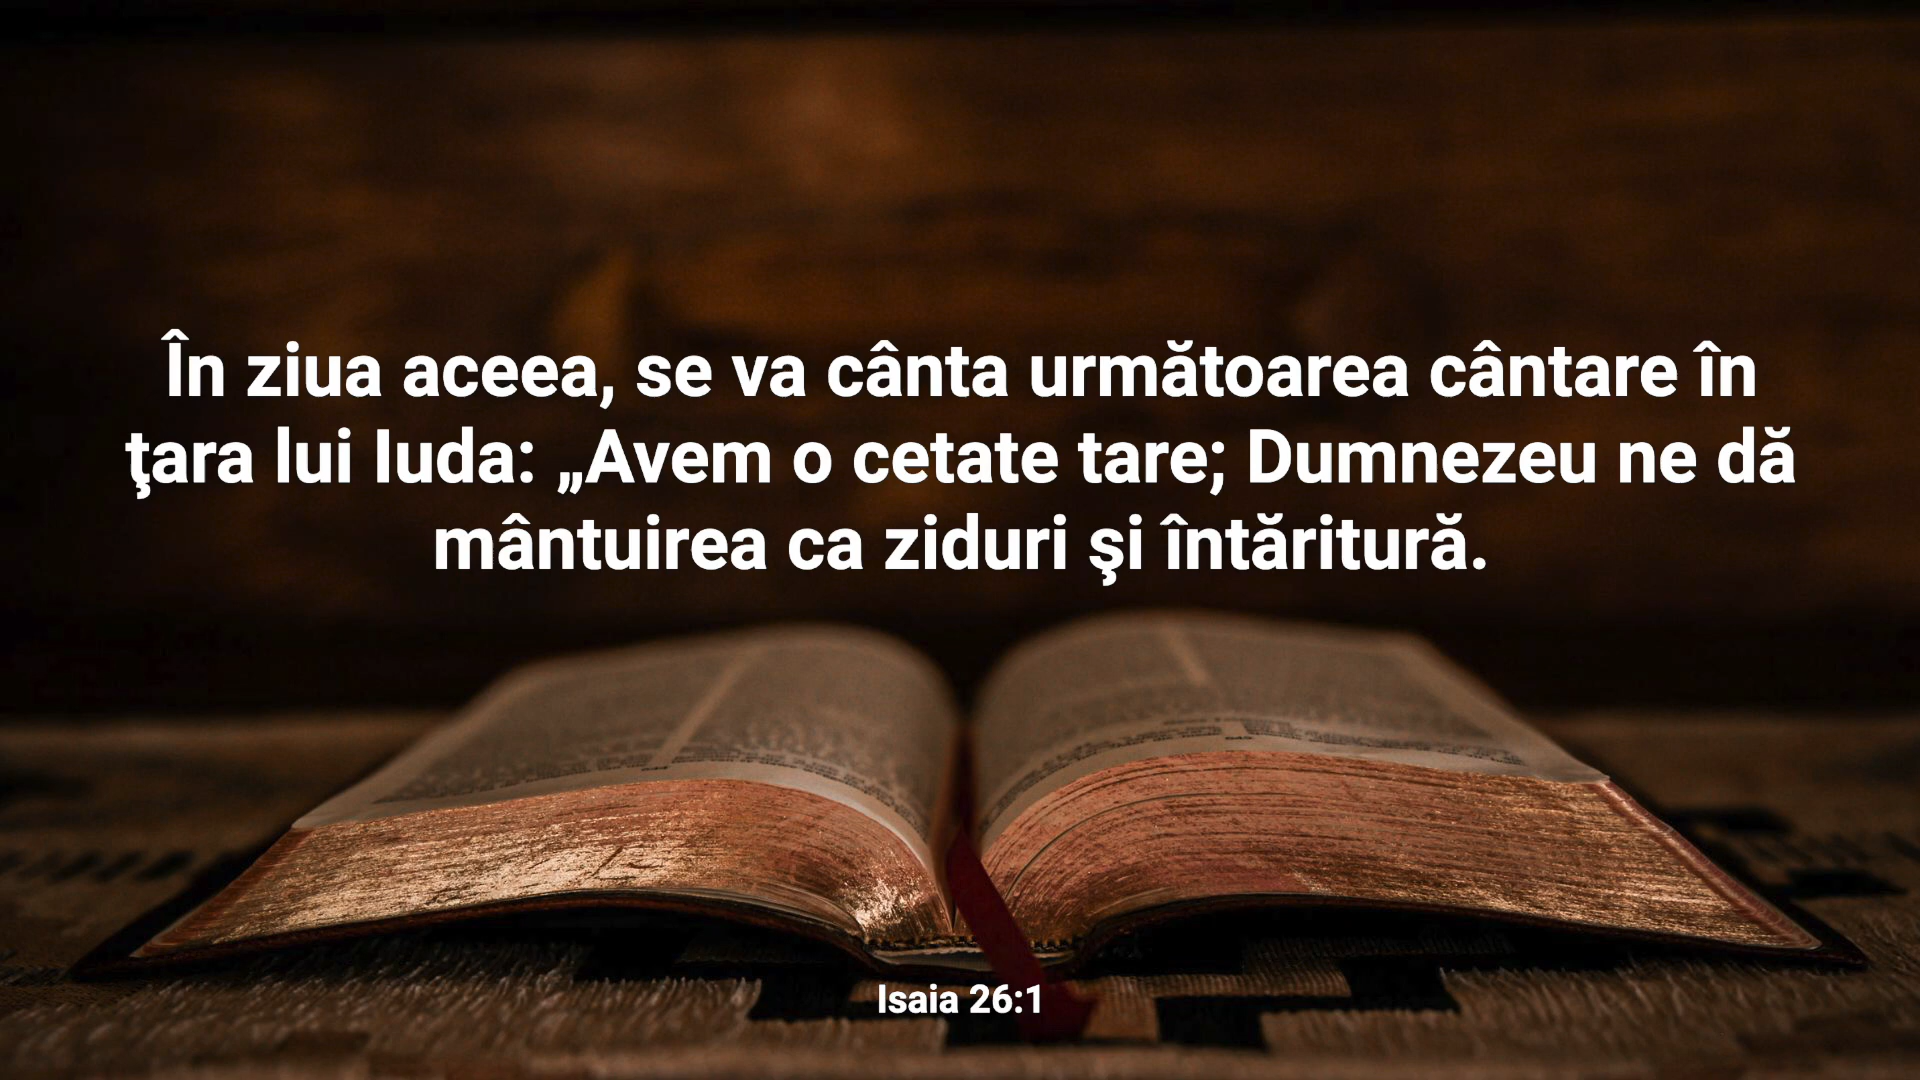 În ziua aceea, se va cânta următoarea cântare în
ţara lui Iuda: „Avem o cetate tare; Dumnezeu ne dă
mântuirea ca ziduri şi întăritură.
Isaia 26:1